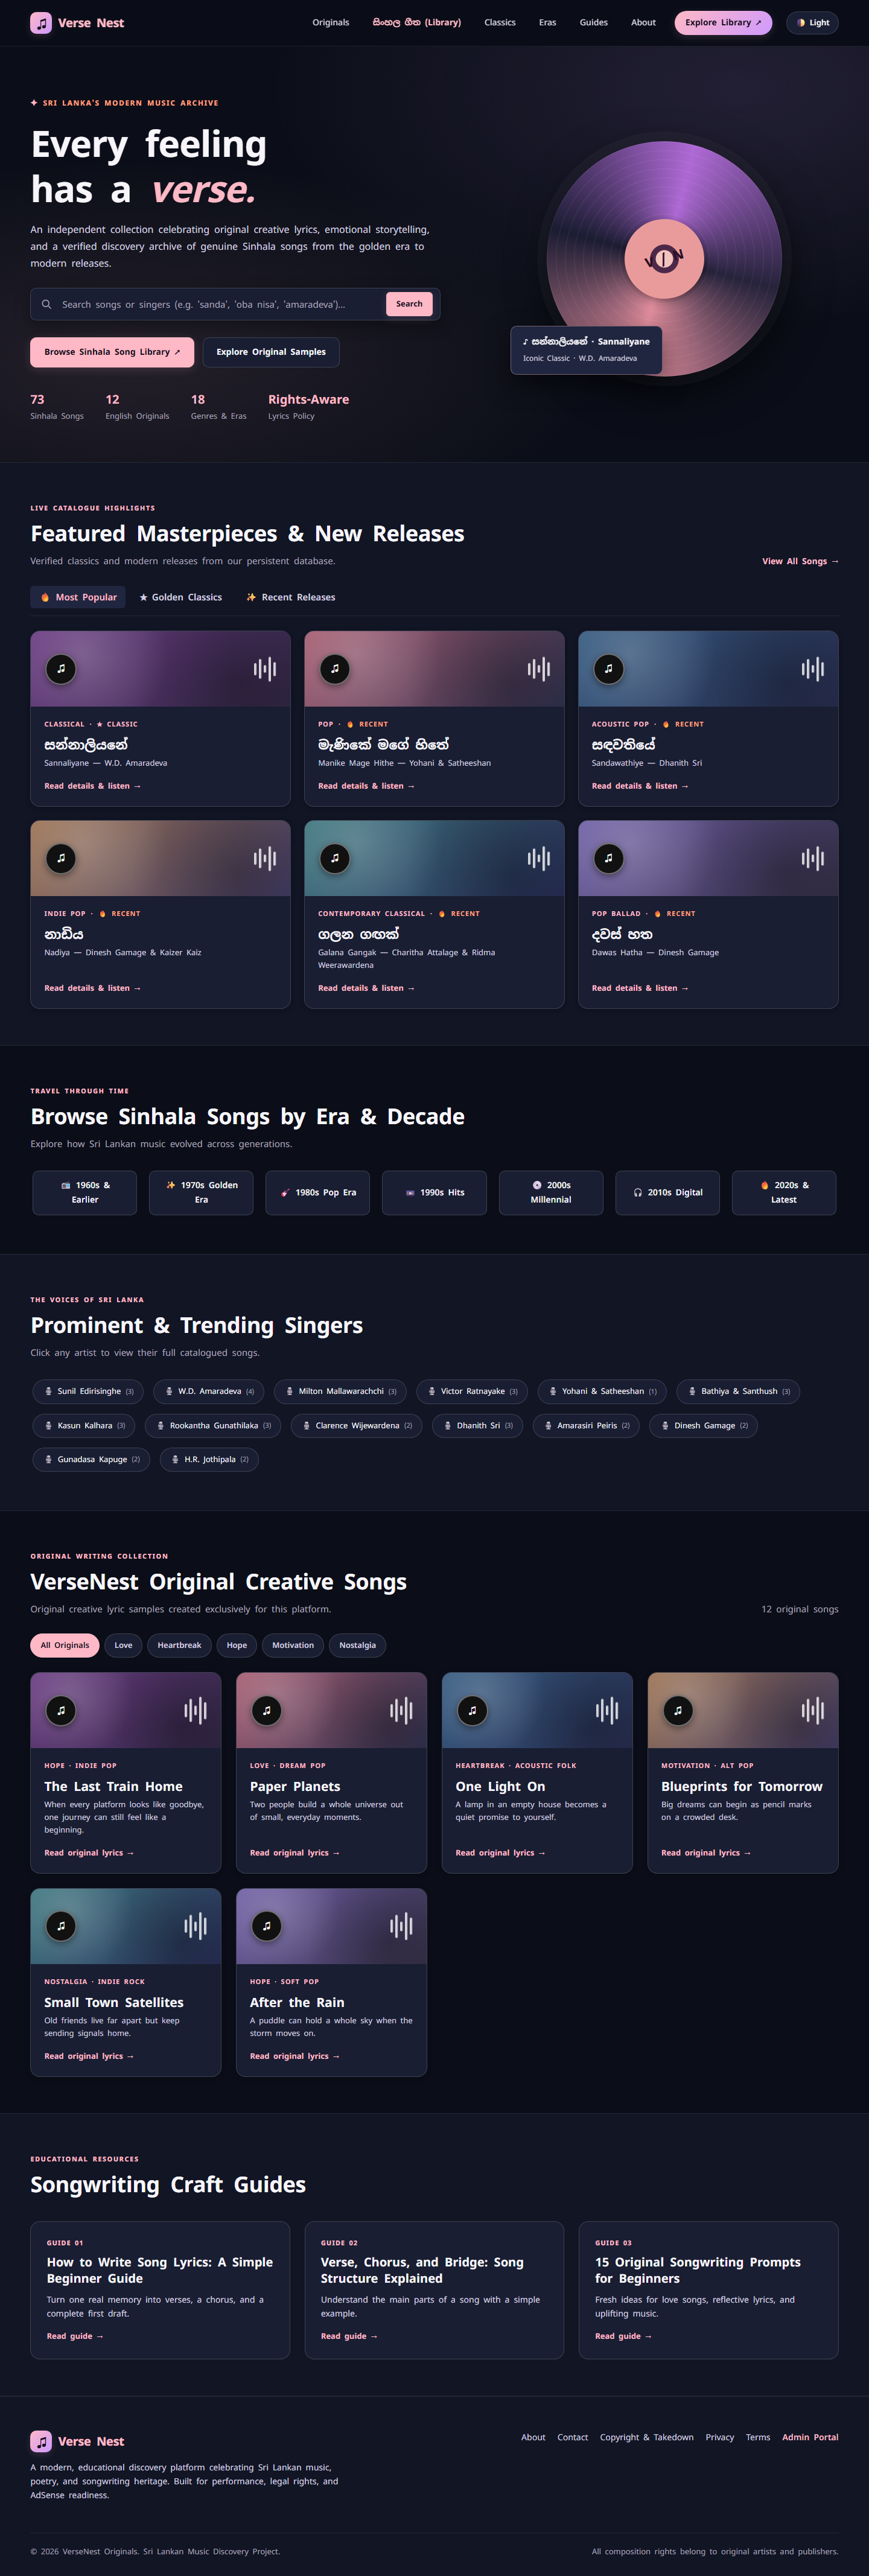 Verse Nest
Originals
සිංහල ගීත (Library)
Classics
Eras
Guides
About
Explore Library ↗
Light
✦ SRI LANKA'S MODERN MUSIC ARCHIVE
Every feeling
has a verse.
An independent collection celebrating original creative lyrics, emotional storytelling,
and a verified discovery archive of genuine Sinhala songs from the golden era to
modern releases.
Search songs or singers (e.g. 'sanda', 'oba nisa', 'amaradeva')...
Search
Browse Sinhala Song Library ↗
Explore Original Samples
73
Sinhala Songs
12
English Originals
18
Genres & Eras
Rights-Aware
Lyrics Policy
♪ සන්නාලියනේ · Sannaliyane
Iconic Classic · W.D. Amaradeva
LIVE CATALOGUE HIGHLIGHTS
Featured Masterpieces & New Releases
Verified classics and modern releases from our persistent database.
View All Songs →
🔥 Most Popular
★ Golden Classics
✨ Recent Releases
CLASSICAL · ★ CLASSIC
සන්නාලියනේ
Sannaliyane — W.D. Amaradeva
Read details & listen →
POP · 🔥 RECENT
මැණිකේ මගේ හිතේ
Manike Mage Hithe — Yohani & Satheeshan
Read details & listen →
ACOUSTIC POP · 🔥 RECENT
සඳවතියේ
Sandawathiye — Dhanith Sri
Read details & listen →
INDIE POP · 🔥 RECENT
නාඩිය
Nadiya — Dinesh Gamage & Kaizer Kaiz
Read details & listen →
CONTEMPORARY CLASSICAL · 🔥 RECENT
ගලන ගඟක්
Galana Gangak — Charitha Attalage & Ridma
Weerawardena
Read details & listen →
POP BALLAD · 🔥 RECENT
දවස් හත
Dawas Hatha — Dinesh Gamage
Read details & listen →
TRAVEL THROUGH TIME
Browse Sinhala Songs by Era & Decade
Explore how Sri Lankan music evolved across generations.
📻 1960s &
Earlier
✨ 1970s Golden
Era
🎸 1980s Pop Era
📼 1990s Hits
💿 2000s
Millennial
🎧 2010s Digital
🔥 2020s &
Latest
THE VOICES OF SRI LANKA
Prominent & Trending Singers
Click any artist to view their full catalogued songs.
Sunil Edirisinghe (3)
W.D. Amaradeva (4)
Milton Mallawarachchi (3)
Victor Ratnayake (3)
Yohani & Satheeshan (1)
Bathiya & Santhush (3)
Kasun Kalhara (3)
Rookantha Gunathilaka (3)
Clarence Wijewardena (2)
Dhanith Sri (3)
Amarasiri Peiris (2)
Dinesh Gamage (2)
Gunadasa Kapuge (2)
H.R. Jothipala (2)
ORIGINAL WRITING COLLECTION
VerseNest Original Creative Songs
Original creative lyric samples created exclusively for this platform.
12 original songs
All Originals
Love
Heartbreak
Hope
Motivation
Nostalgia
HOPE · INDIE POP
The Last Train Home
When every platform looks like goodbye,
one journey can still feel like a
beginning.
Read original lyrics →
LOVE · DREAM POP
Paper Planets
Two people build a whole universe out
of small, everyday moments.
Read original lyrics →
HEARTBREAK · ACOUSTIC FOLK
One Light On
A lamp in an empty house becomes a
quiet promise to yourself.
Read original lyrics →
MOTIVATION · ALT POP
Blueprints for Tomorrow
Big dreams can begin as pencil marks
on a crowded desk.
Read original lyrics →
NOSTALGIA · INDIE ROCK
Small Town Satellites
Old friends live far apart but keep
sending signals home.
Read original lyrics →
HOPE · SOFT POP
After the Rain
A puddle can hold a whole sky when the
storm moves on.
Read original lyrics →
EDUCATIONAL RESOURCES
Songwriting Craft Guides
GUIDE 01
How to Write Song Lyrics: A Simple
Beginner Guide
Turn one real memory into verses, a chorus, and a
complete first draft.
Read guide →
GUIDE 02
Verse, Chorus, and Bridge: Song
Structure Explained
Understand the main parts of a song with a simple
example.
Read guide →
GUIDE 03
15 Original Songwriting Prompts
for Beginners
Fresh ideas for love songs, reflective lyrics, and
uplifting music.
Read guide →
Verse Nest
About
Contact
Copyright & Takedown
Privacy
Terms
Admin Portal
A modern, educational discovery platform celebrating Sri Lankan music,
poetry, and songwriting heritage. Built for performance, legal rights, and
AdSense readiness.
© 2026 VerseNest Originals. Sri Lankan Music Discovery Project.
All composition rights belong to original artists and publishers.